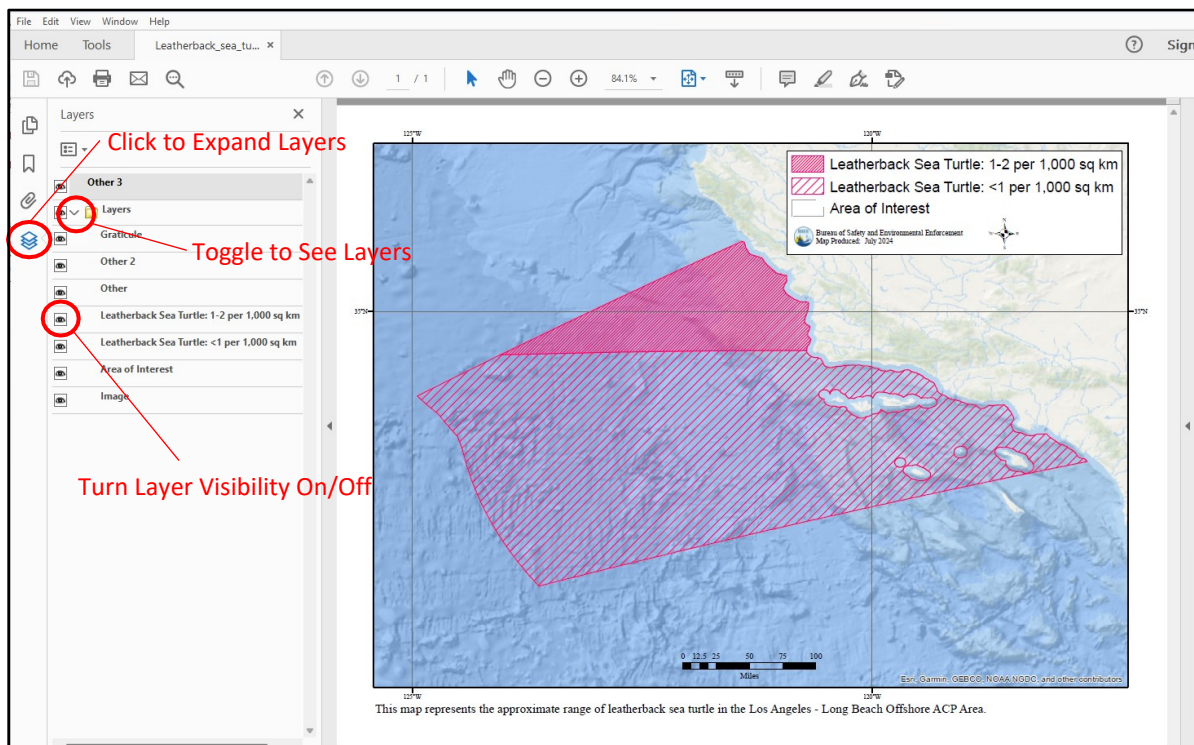 File Edit View Window Help
Home Tools Leatherback_sea_tu... × Sign
1 / 1 84.1%
Layers ×
Click to Expand Layers
Other 3
Layers
Toggle to See Layers
Graticule
Other 2
Other
Leatherback Sea Turtle: 1-2 per 1,000 sq km
Leatherback Sea Turtle: <1 per 1,000 sq km
Area of Interest
Image
Turn Layer Visibility On/Off
125°W 120°W
Leatherback Sea Turtle: 1-2 per 1,000 sq km
Leatherback Sea Turtle: <1 per 1,000 sq km
Area of Interest
Bureau of Safety and Environmental Enforcement
Map Produced: July 2024
35°N 35°N
0 12.5 25 50 75 100
Miles
Esri, Garmin, GEBCO, NOAA NGDC, and other contributors
125°W 120°W
This map represents the approximate range of leatherback sea turtle in the Los Angeles - Long Beach Offshore ACP Area.